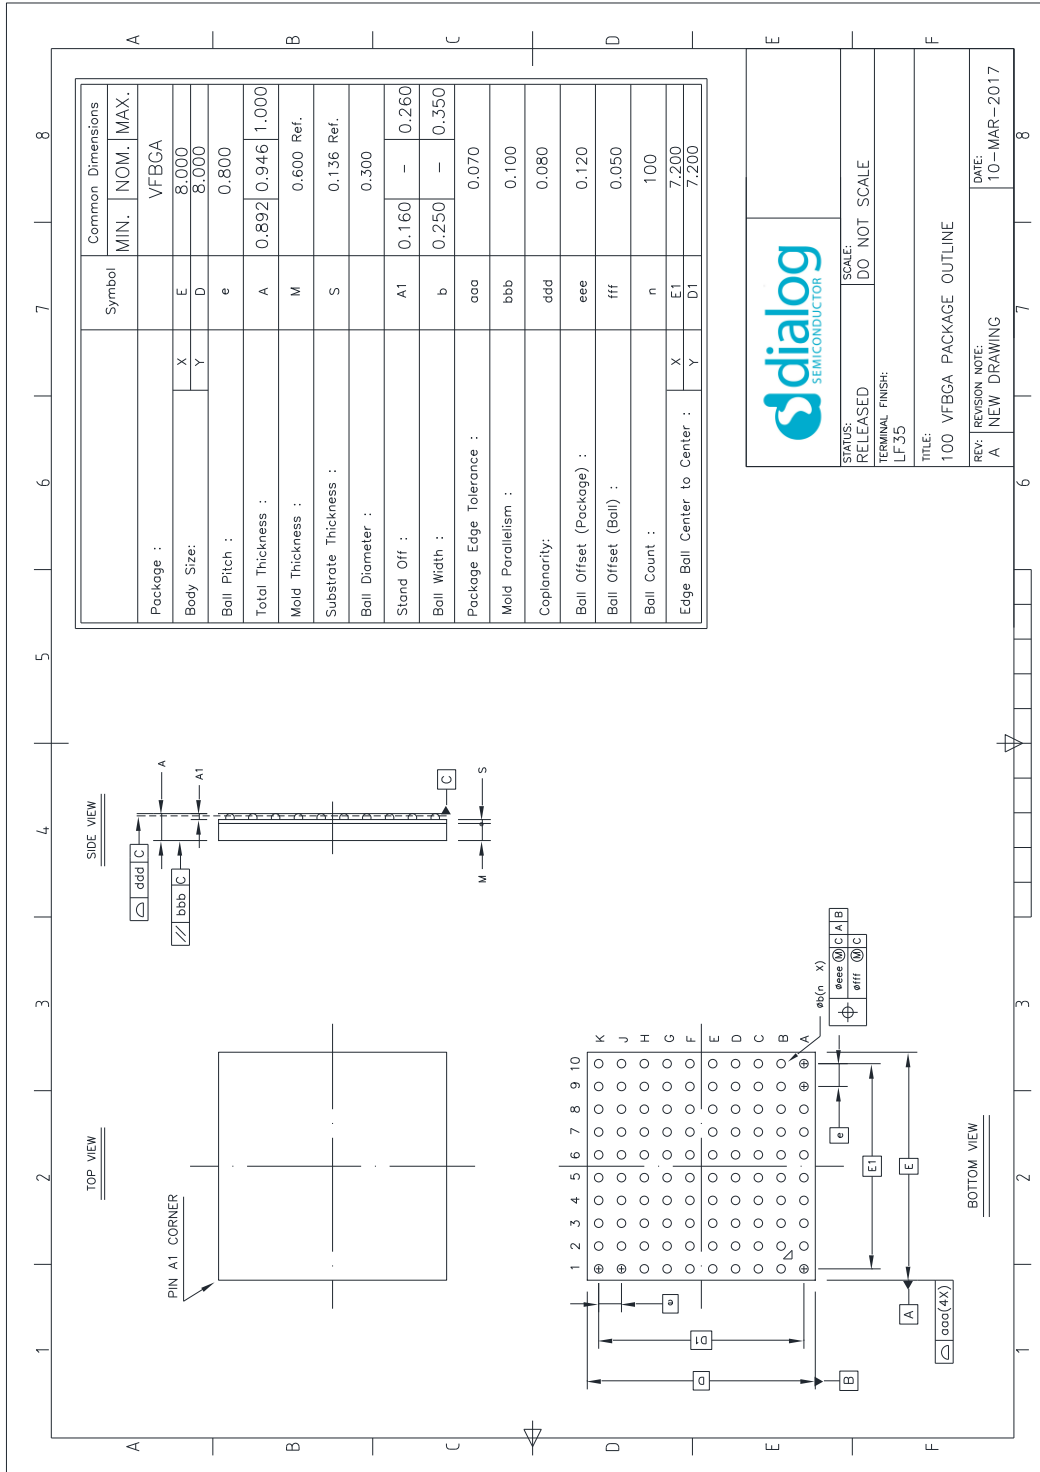 1 2 3 4 5 6 7 8
A
B
C
D
E
F
TOP VIEW
PIN A1 CORNER
SIDE VIEW
ddd C
bbb C
A
A1
C
M
S
Common Dimensions
Symbol
MIN. NOM. MAX.
Package : VFBGA
Body Size: X E 8.000
Y D 8.000
Ball Pitch : e 0.800
Total Thickness : A 0.892 0.946 1.000
Mold Thickness : M 0.600 Ref.
Substrate Thickness : S 0.136 Ref.
Ball Diameter : 0.300
Stand Off : A1 0.160 – 0.260
Ball Width : b 0.250 – 0.350
Package Edge Tolerance : aaa 0.070
Mold Parallelism : bbb 0.100
Coplanarity: ddd 0.080
Ball Offset (Package) : eee 0.120
Ball Offset (Ball) : fff 0.050
Ball Count : n 100
Edge Ball Center to Center : X E1 7.200
Y D1 7.200
1 2 3 4 5 6 7 8 9 10
K
J
H
G
F
E
D
C
B
A
e
D1
D
B
e
E1
E
A
aaa(4X)
øb(n X)
øeee Ⓜ C A B
øfff Ⓜ C
BOTTOM VIEW
dialog
SEMICONDUCTOR
STATUS:
RELEASED
SCALE:
DO NOT SCALE
TERMINAL FINISH:
LF35
TITLE:
100 VFBGA PACKAGE OUTLINE
REV: REVISION NOTE: DATE:
A NEW DRAWING 10-MAR-2017
1 2 3 6 7 8
A
B
C
D
E
F